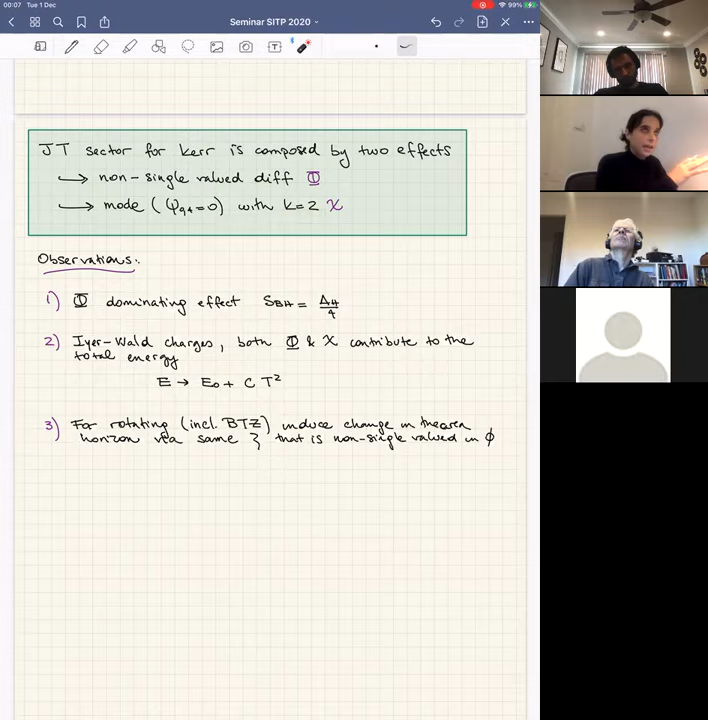 00:07 Tue 1 Dec
99%
Seminar SITP 2020
JT sector for Kerr is composed by two effects
→ non-single valued diff Φ
→ mode (Ψ₉₄=0) with k=2 χ
Observations:
1) Φ dominating effect S_BH = A_H/4
2) Iyer-Wald charges, both Φ & χ contribute to the
total energy
E → E₀ + C T²
3) For rotating (incl. BTZ) induce change in the area
horizon via same ξ that is non-single valued in ϕ